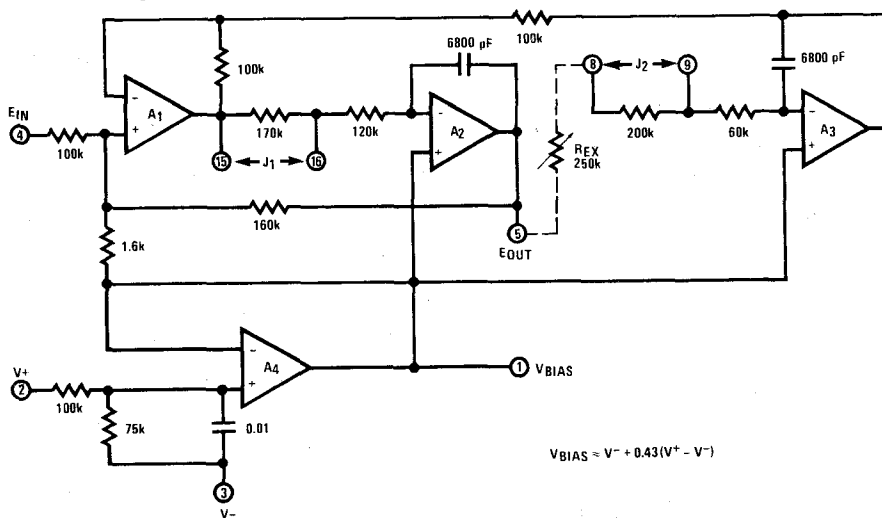 100k
6800 pF
8 J2 9
6800 pF
100k
EIN
4
100k
A1
170k
120k
A2
200k
60k
A3
15 J1 16
REX
250k
160k
5
EOUT
1.6k
A4
1 VBIAS
V+
2
100k
75k
0.01
VBIAS ≈ V− + 0.43(V+ − V−)
3
V−